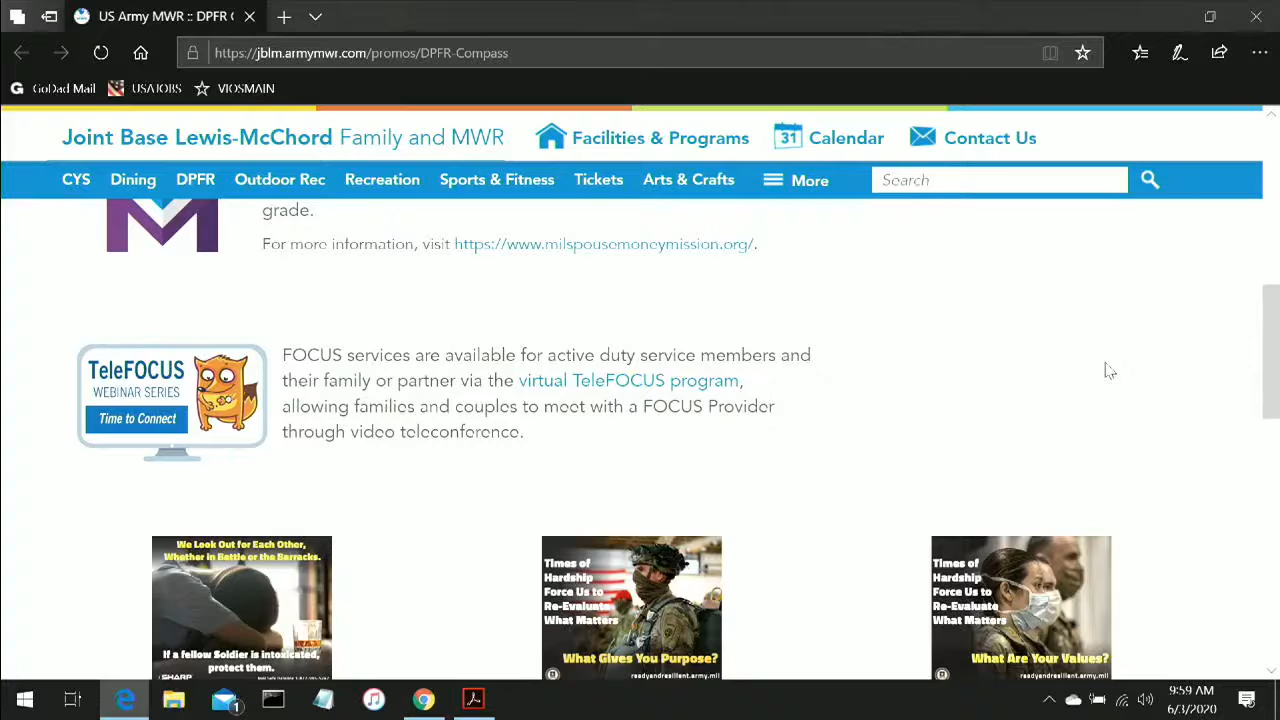 US Army MWR :: DPFR C
https://jblm.armymwr.com/promos/DPFR-Compass
GoDad Mail
USAJOBS
VIOSMAIN
Joint Base Lewis-McChord Family and MWR
Facilities & Programs
31
Calendar
Contact Us
CYS
Dining
DPFR
Outdoor Rec
Recreation
Sports & Fitness
Tickets
Arts & Crafts
More
Search
grade.
For more information, visit https://www.milspousemoneymission.org/.
TeleFOCUS
WEBINAR SERIES
Time to Connect
FOCUS services are available for active duty service members and
their family or partner via the virtual TeleFOCUS program,
allowing families and couples to meet with a FOCUS Provider
through video teleconference.
We Look Out for Each Other,
Whether in Battle or the Barracks.
If a fellow Soldier is intoxicated,
protect them.
SHARP
Times of
Hardship
Force Us to
Re-Evaluate
What Matters
What Gives You Purpose?
readyandresilient.army.mil
Times of
Hardship
Force Us to
Re-Evaluate
What Matters
What Are Your Values?
readyandresilient.army.mil
1
9:59 AM
6/3/2020